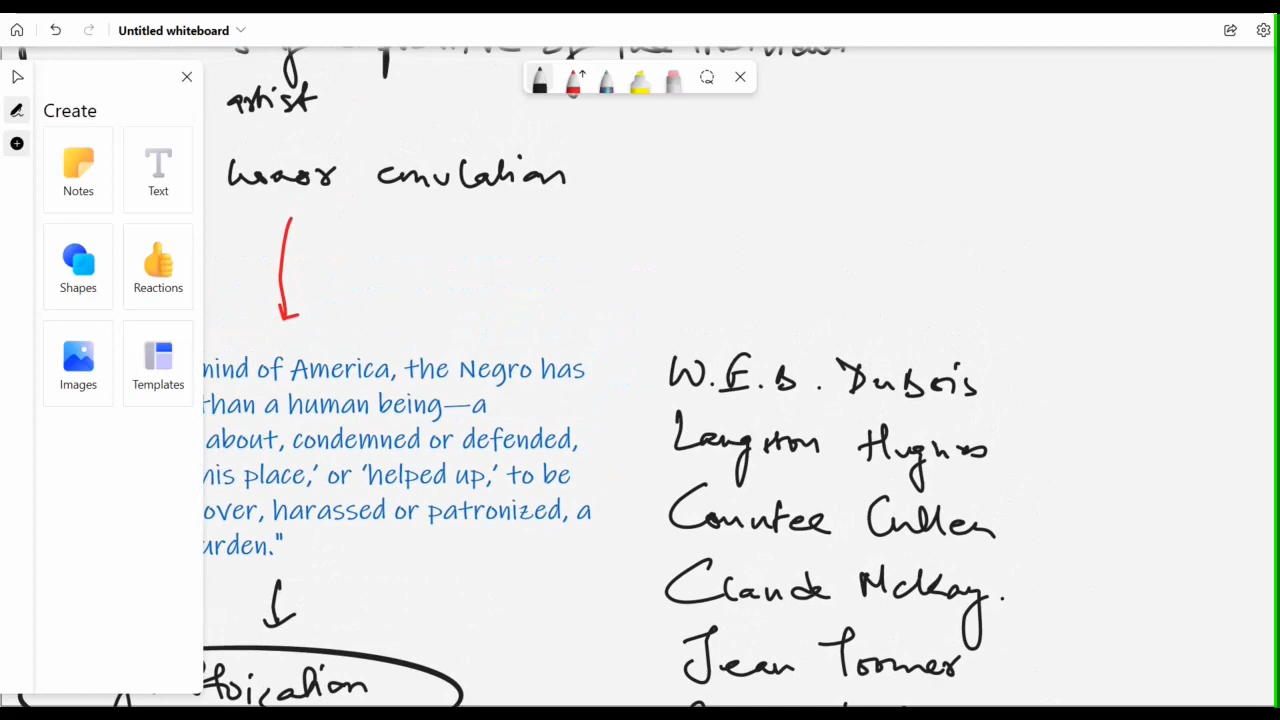 Untitled whiteboard
artist
Create
Notes
Text
Shapes
Reactions
Images
Templates
mind of America, the Negro has
than a human being—a
about, condemned or defended,
his place,’ or ‘helped up,’ to be
over, harassed or patronized, a
urden."
W.E.B. DuBois
Langston Hughes
Countee Cullen
Claude McKay.
Jean Toomer